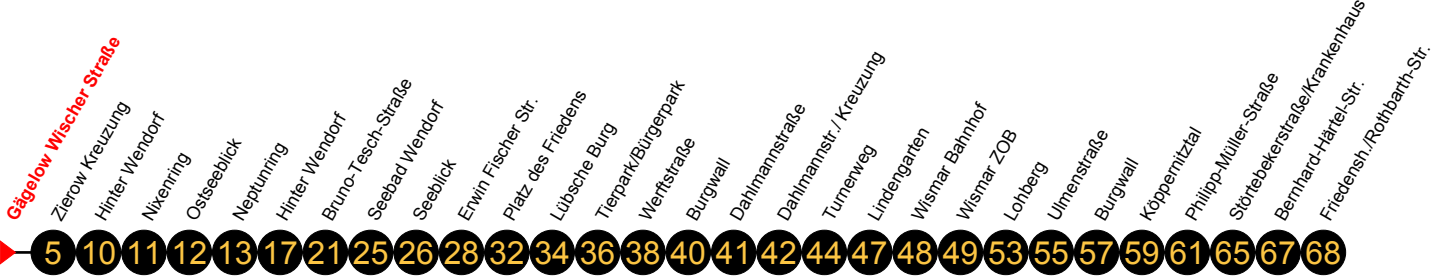 Gägelow Wischer Straße
Zierow Kreuzung
Hinter Wendorf
Nixenring
Ostseeblick
Neptunring
Hinter Wendorf
Bruno-Tesch-Straße
Seebad Wendorf
Seeblick
Erwin Fischer Str.
Platz des Friedens
Lübsche Burg
Tierpark/Bürgerpark
Werftstraße
Burgwall
Dahlmannstraße
Dahlmannstr./Kreuzung
Turnerweg
Lindengarten
Wismar Bahnhof
Wismar ZOB
Lohberg
Ulmenstraße
Burgwall
Köppernitztal
Philipp-Müller-Straße
Störtebekerstraße/Krankenhaus
Bernhard-Härtel-Str.
Friedensh./Rothbarth-Str.
5 10 11 12 13 17 21 25 26 28 32 34 36 38 40 41 42 44 47 48 49 53 55 57 59 61 65 67 68